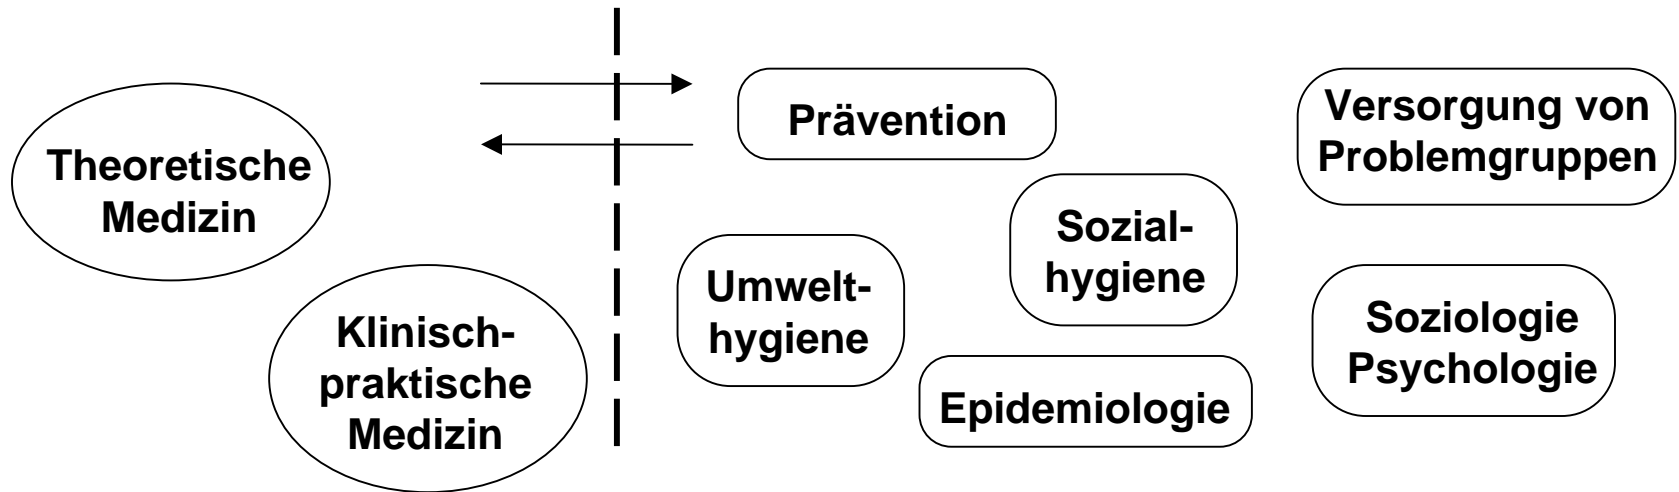 Theoretische
Medizin
Klinisch-
praktische
Medizin
Prävention
Umwelt-
hygiene
Sozial-
hygiene
Epidemiologie
Versorgung von
Problemgruppen
Soziologie
Psychologie